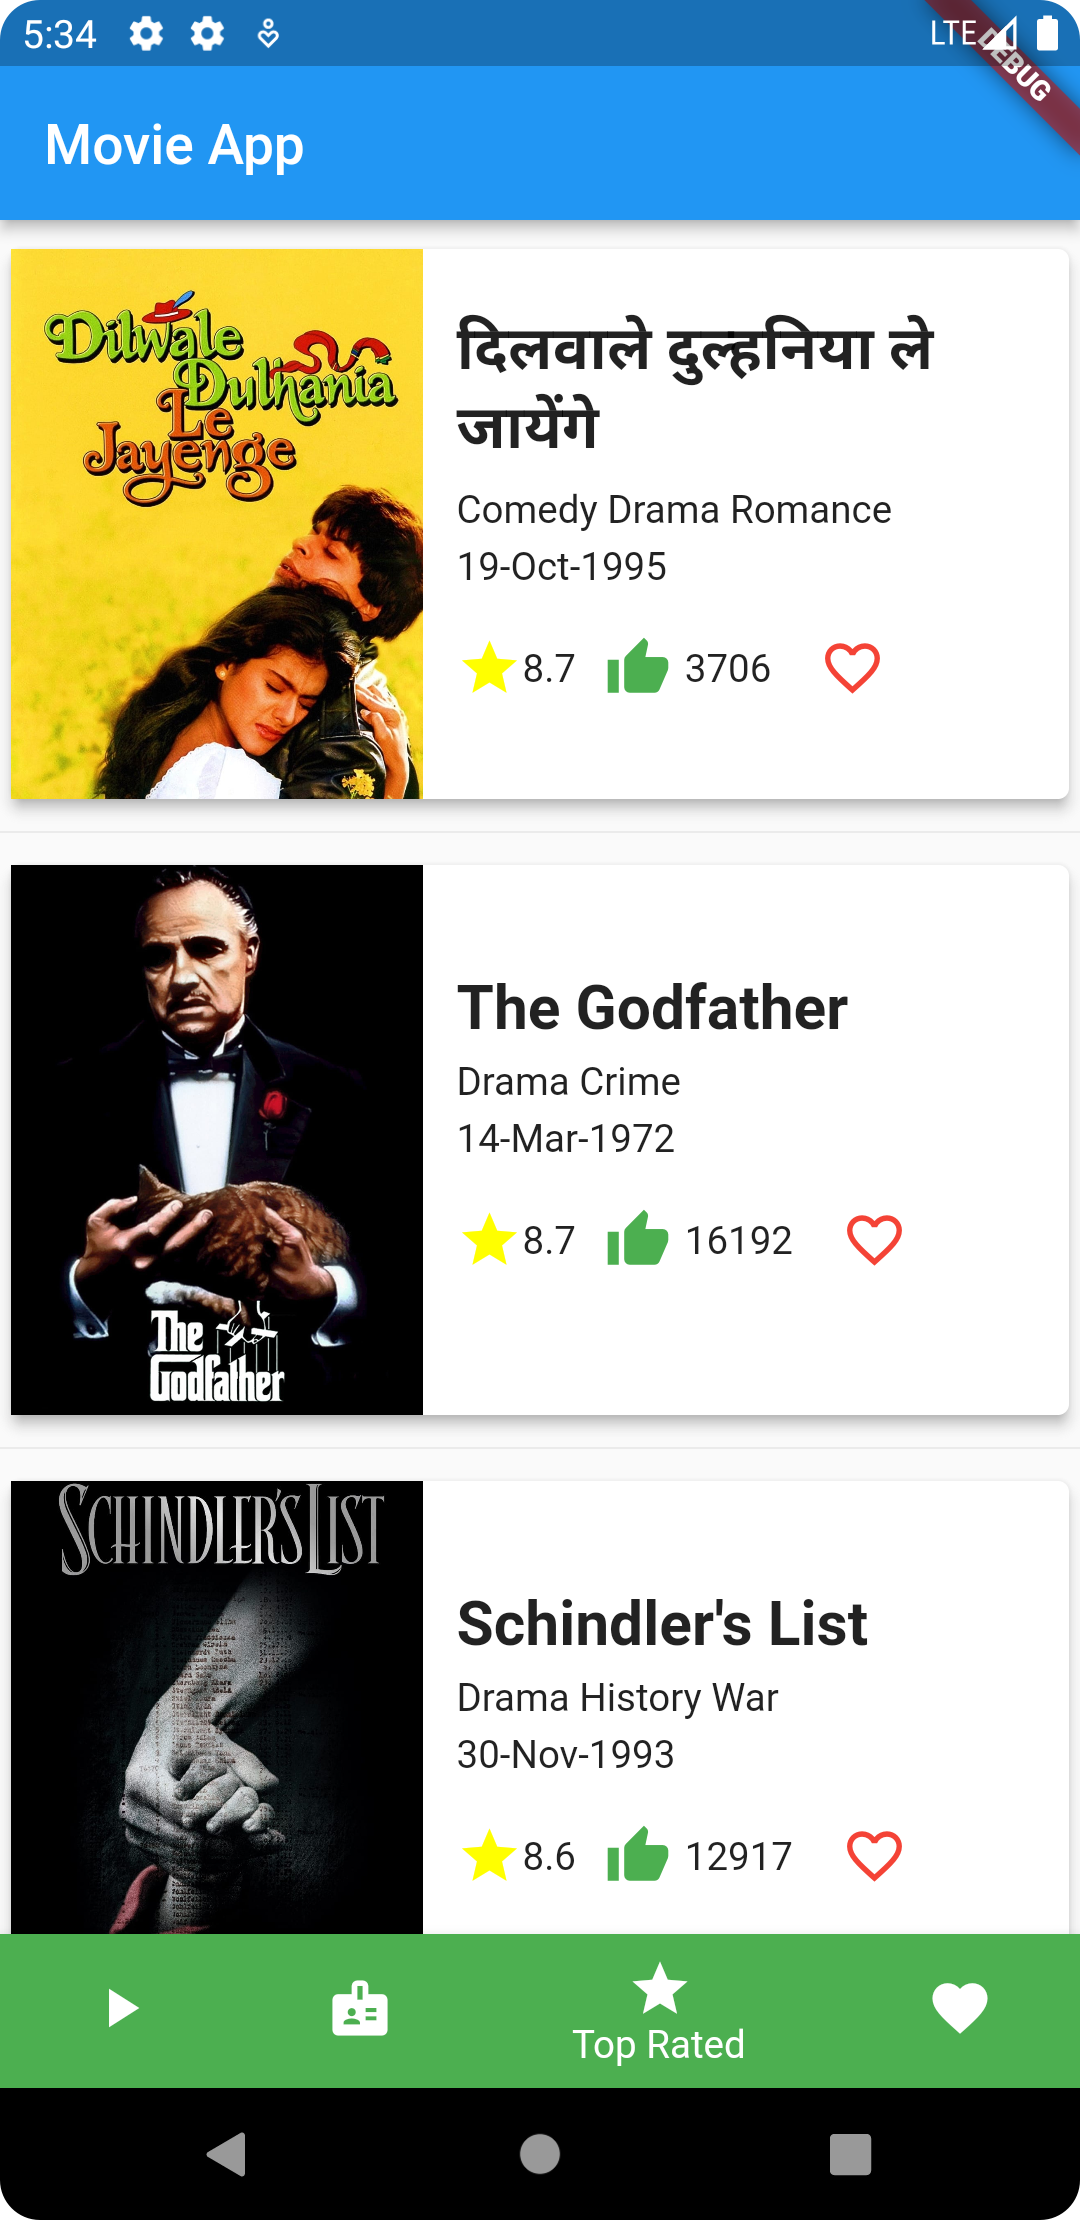 5:34
LTE
DEBUG
Movie App
Dilwale
Dulhania
Le
Jayenge
दिलवाले दुल्हनिया ले
जायेंगे
Comedy Drama Romance
19-Oct-1995
8.7 3706
The
Godfather
The Godfather
Drama Crime
14-Mar-1972
8.7 16192
SCHINDLER'S LIST
Schindler's List
Drama History War
30-Nov-1993
8.6 12917
Top Rated